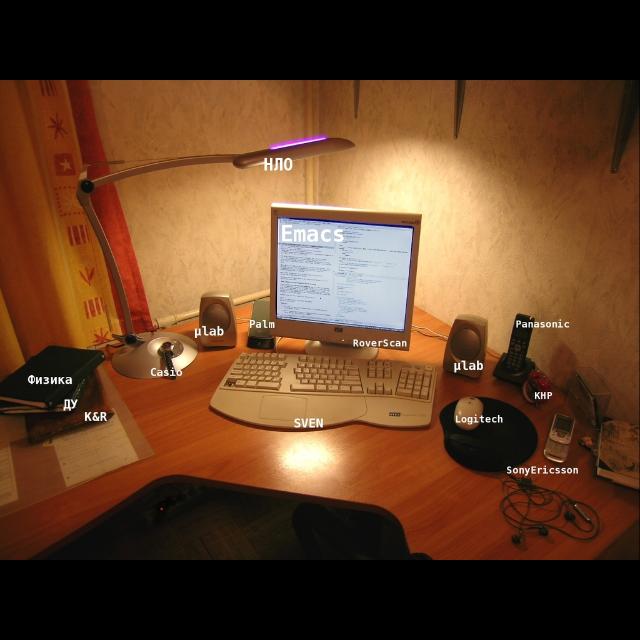 НЛО
Emacs
µlab
Palm
RoverScan
Panasonic
Casio
µlab
Физика
ДУ
K&R
КНР
SVEN
Logitech
SonyEricsson